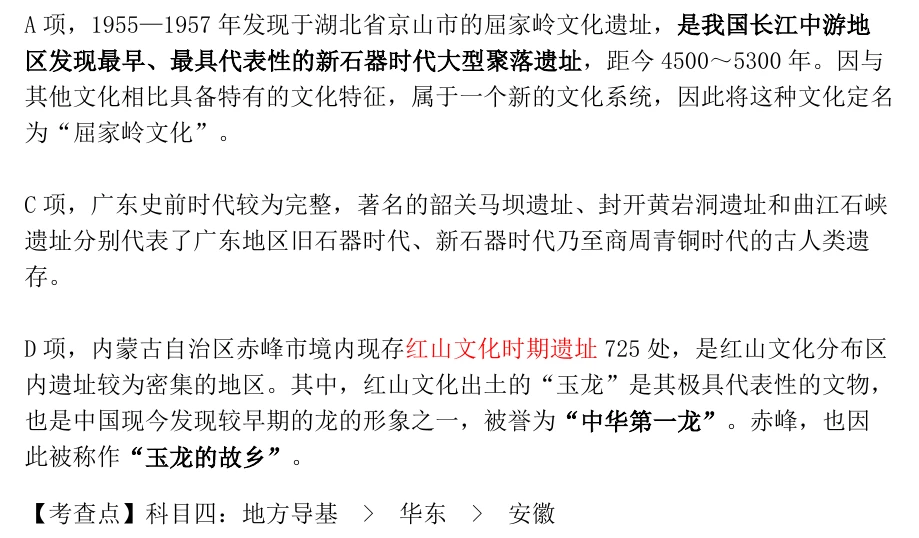 A 项，1955—1957 年发现于湖北省京山市的屈家岭文化遗址，是我国长江中游地
区发现最早、最具代表性的新石器时代大型聚落遗址，距今 4500～5300 年。因与
其他文化相比具备特有的文化特征，属于一个新的文化系统，因此将这种文化定名
为“屈家岭文化”。
C 项，广东史前时代较为完整，著名的韶关马坝遗址、封开黄岩洞遗址和曲江石峡
遗址分别代表了广东地区旧石器时代、新石器时代乃至商周青铜时代的古人类遗
存。
D 项，内蒙古自治区赤峰市境内现存红山文化时期遗址 725 处，是红山文化分布区
内遗址较为密集的地区。其中，红山文化出土的“玉龙”是其极具代表性的文物，
也是中国现今发现较早期的龙的形象之一，被誉为“中华第一龙”。赤峰，也因
此被称作“玉龙的故乡”。
【考查点】科目四：地方导基 > 华东 > 安徽